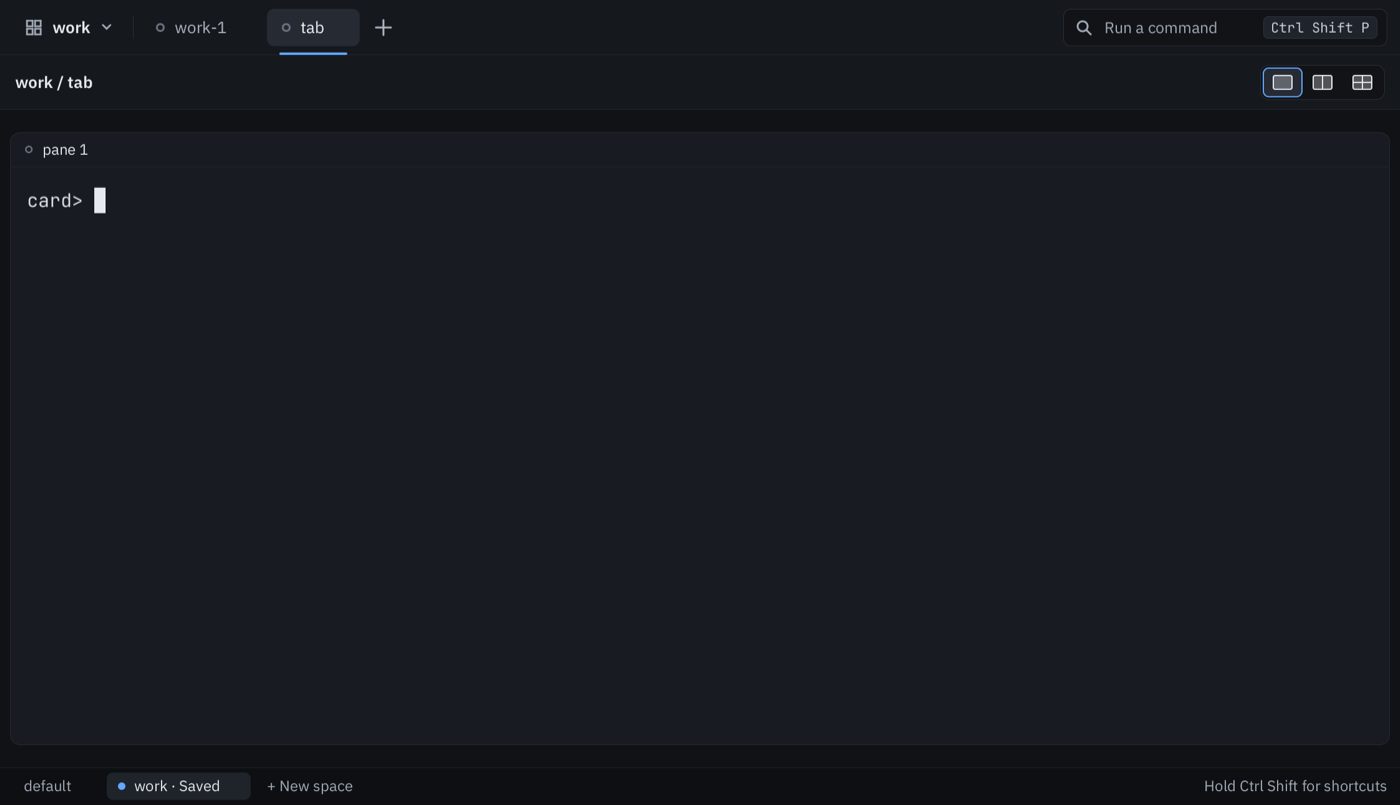 work
work-1
tab
Run a command
Ctrl Shift P
work / tab
pane 1
card>
default
work · Saved
+ New space
Hold Ctrl Shift for shortcuts